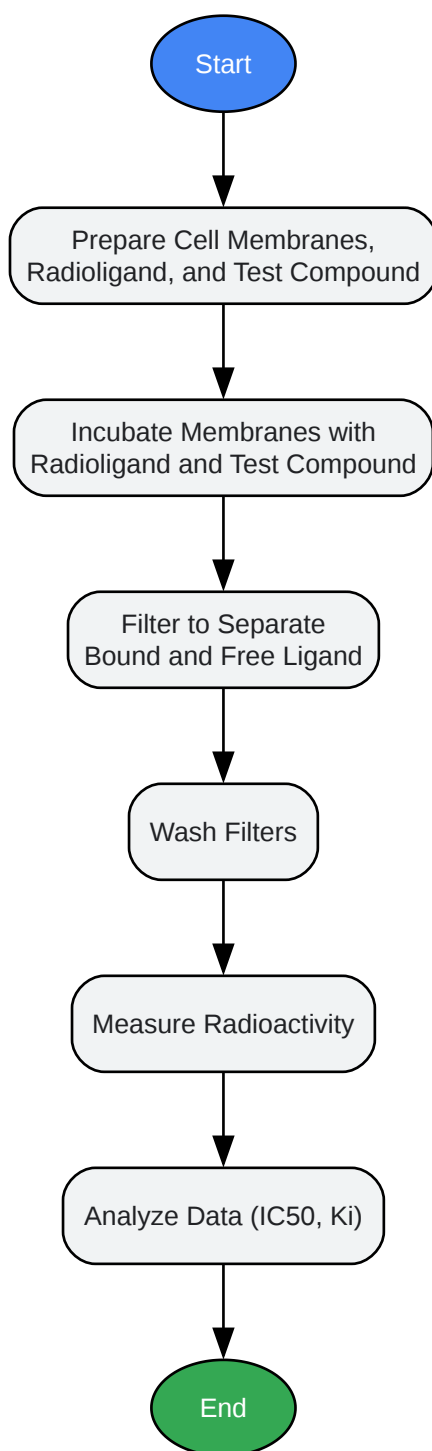 Start
Prepare Cell Membranes,
Radioligand, and Test Compound
Incubate Membranes with
Radioligand and Test Compound
Filter to Separate
Bound and Free Ligand
Wash Filters
Measure Radioactivity
Analyze Data (IC50, Ki)
End